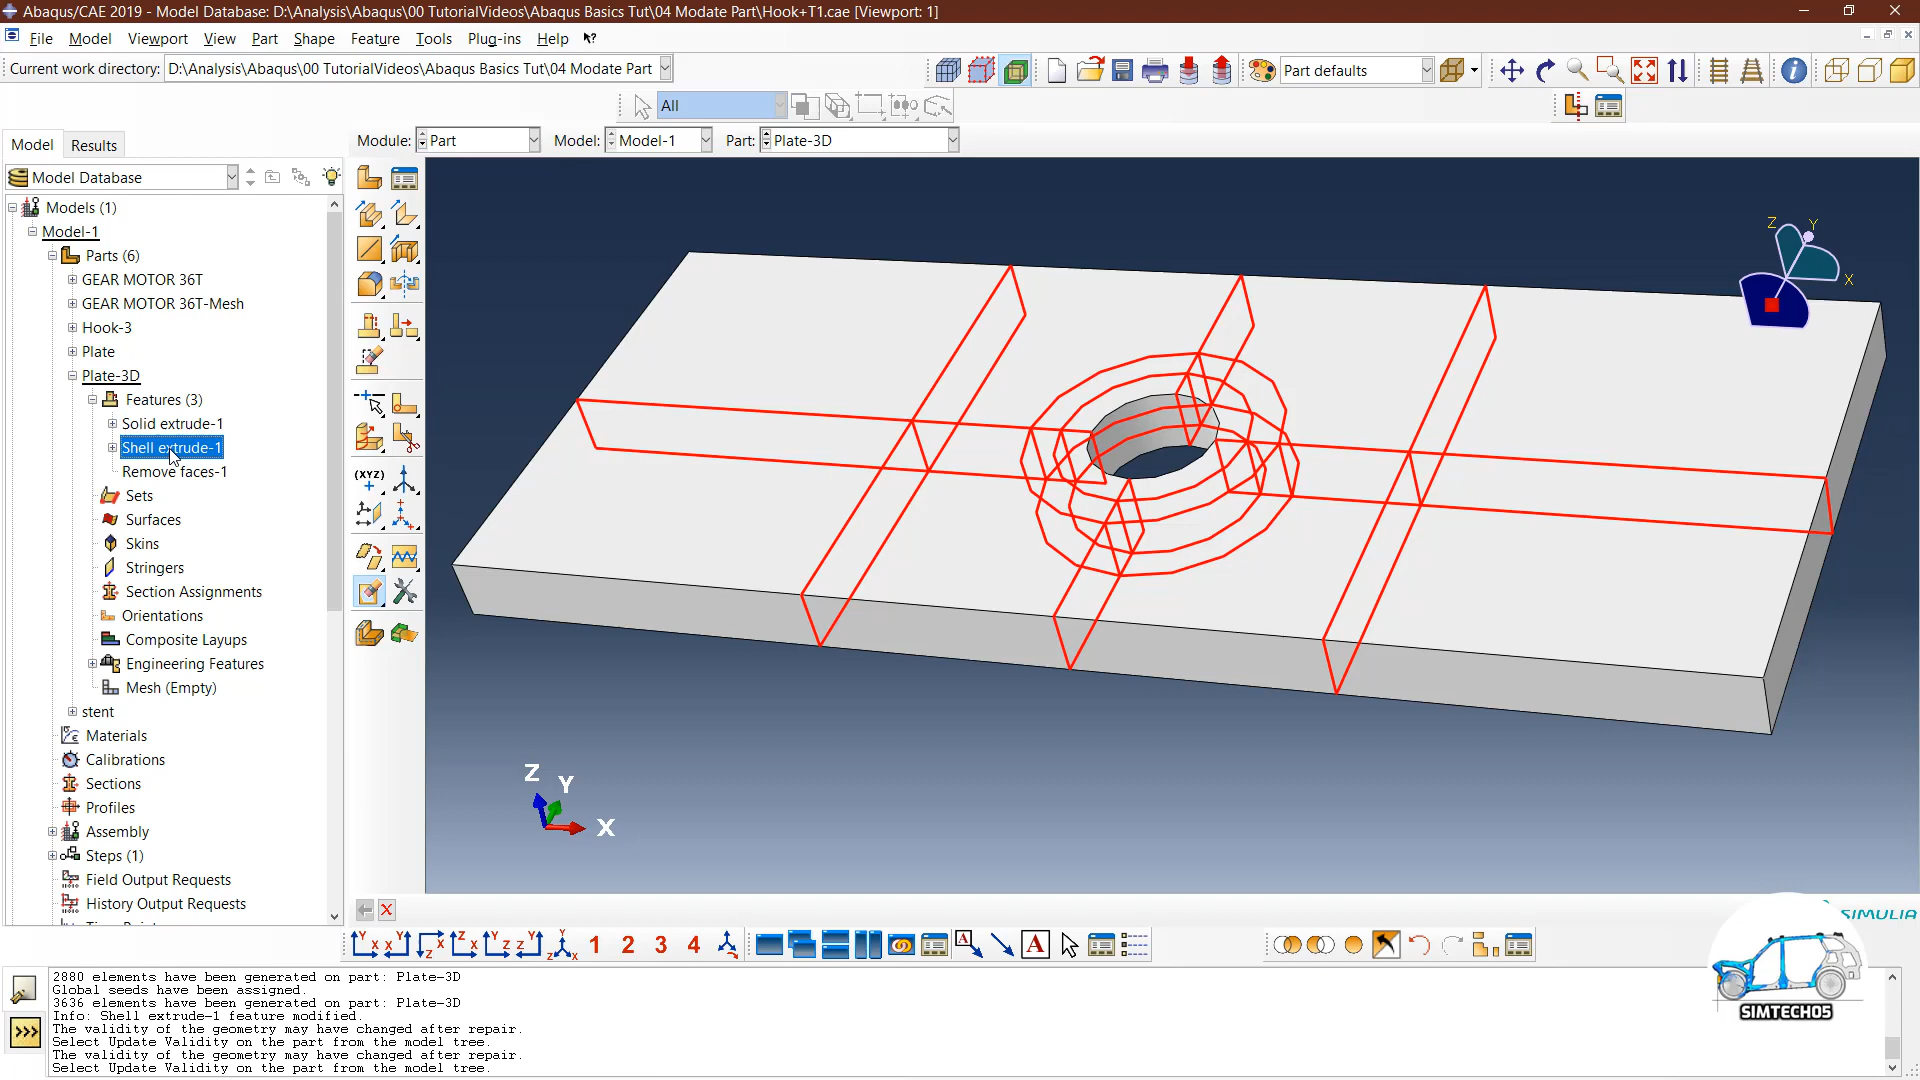 Abaqus/CAE 2019 - Model Database: D:\Analysis\Abaqus\00 TutorialVideos\Abaqus Basics Tut\04 Modate Part\Hook+T1.cae [Viewport: 1]
File Model Viewport View Part Shape Feature Tools Plug-ins Help
Current work directory: D:\Analysis\Abaqus\00 TutorialVideos\Abaqus Basics Tut\04 Modate Part
Part defaults
All
Model Results
Module: Part Model: Model-1 Part: Plate-3D
Model Database
Models (1)
Model-1
Parts (6)
GEAR MOTOR 36T
GEAR MOTOR 36T-Mesh
Hook-3
Plate
Plate-3D
Features (3)
Solid extrude-1
Shell extrude-1
Remove faces-1
Sets
Surfaces
Skins
Stringers
Section Assignments
Orientations
Composite Layups
Engineering Features
Mesh (Empty)
stent
Materials
Calibrations
Sections
Profiles
Assembly
Steps (1)
Field Output Requests
History Output Requests
(XYZ)
Z Y X
Z Y X
SIMULIA
1 2 3 4
A A
2880 elements have been generated on part: Plate-3D
Global seeds have been assigned.
3636 elements have been generated on part: Plate-3D
Info: Shell extrude-1 feature modified.
The validity of the geometry may have changed after repair.
Select Update Validity on the part from the model tree.
The validity of the geometry may have changed after repair.
Select Update Validity on the part from the model tree.
>>>
SIMTECH05